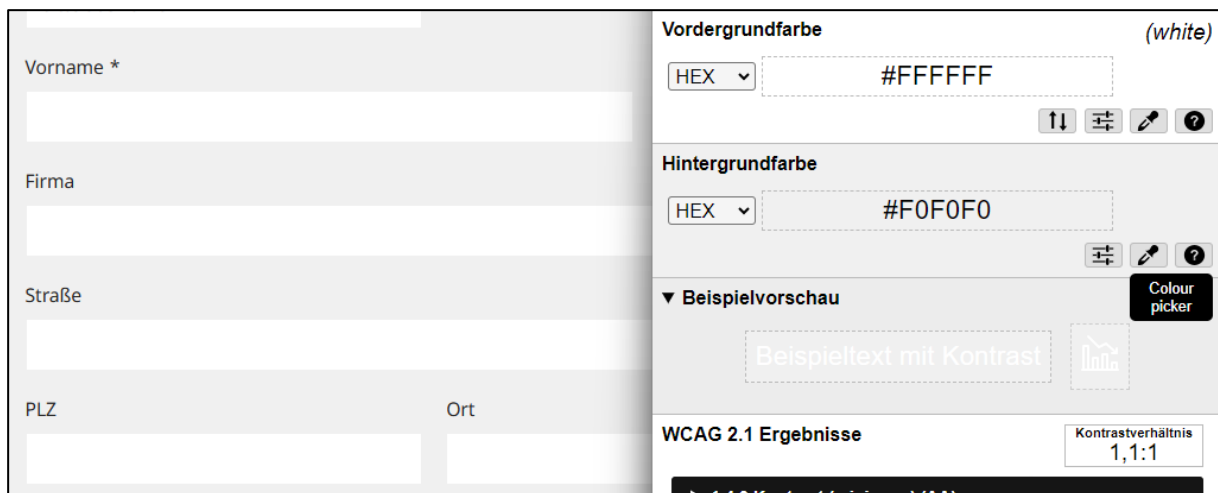 Vorname *
Firma
Straße
PLZ
Ort
Vordergrundfarbe
(white)
HEX
#FFFFFF
Hintergrundfarbe
HEX
#F0F0F0
Colour
picker
▼ Beispielvorschau
Beispieltext mit Kontrast
WCAG 2.1 Ergebnisse
Kontrastverhältnis
1,1:1